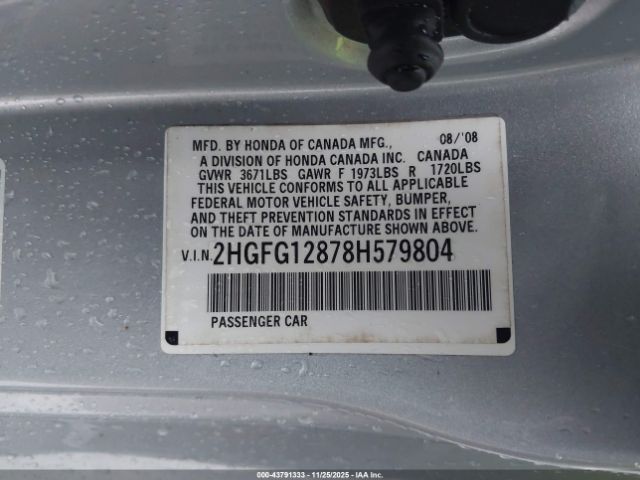 MFD. BY HONDA OF CANADA MFG., 08/'08
A DIVISION OF HONDA CANADA INC. CANADA
GVWR 3671LBS GAWR F 1973LBS R 1720LBS
THIS VEHICLE CONFORMS TO ALL APPLICABLE
FEDERAL MOTOR VEHICLE SAFETY, BUMPER,
AND THEFT PREVENTION STANDARDS IN EFFECT
ON THE DATE OF MANUFACTURE SHOWN ABOVE.
V.I.N. 2HGFG12878H579804
PASSENGER CAR
000-43791333 - 11/25/2025 - IAA Inc.